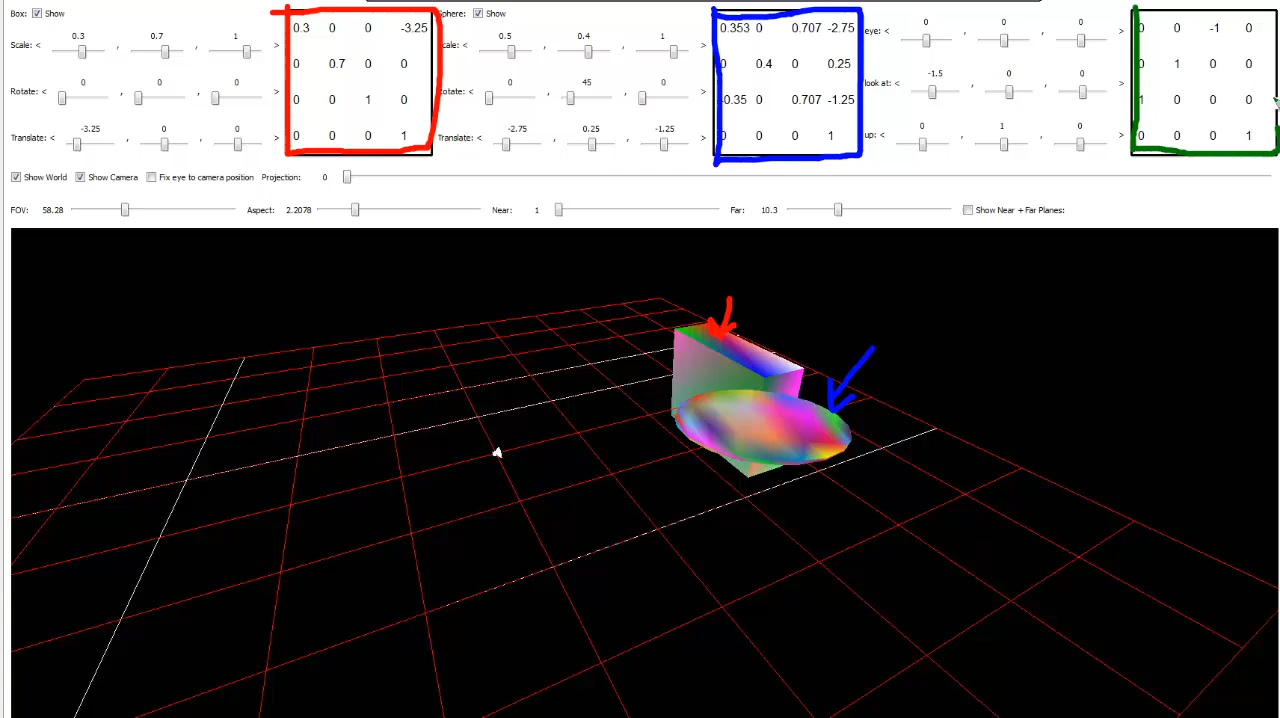 Box: Show
0.3 0.7 1
Scale: < , , >
0 0 0
Rotate: < , , >
-3.25 0 0
Translate: < , , >
0.3 0 0 -3.25
0 0.7 0 0
0 0 1 0
0 0 0 1
Sphere: Show
0.5 0.4 1
cale: < , , >
0 45 0
otate: < , , >
-2.75 0.25 -1.25
Translate: < , , >
0.353 0 0.707 -2.75
0 0.4 0 0.25
-0.35 0 0.707 -1.25
0 0 0 1
0 0 0
eye: < , , >
-1.5 0 0
look at: < , , >
0 1 0
up: < , , >
0 0 -1 0
0 1 0 0
1 0 0 0
0 0 0 1
Show World Show Camera Fix eye to camera position Projection: 0
FOV: 58.28 Aspect: 2.2078 Near: 1 Far: 10.3 Show Near + Far Planes: